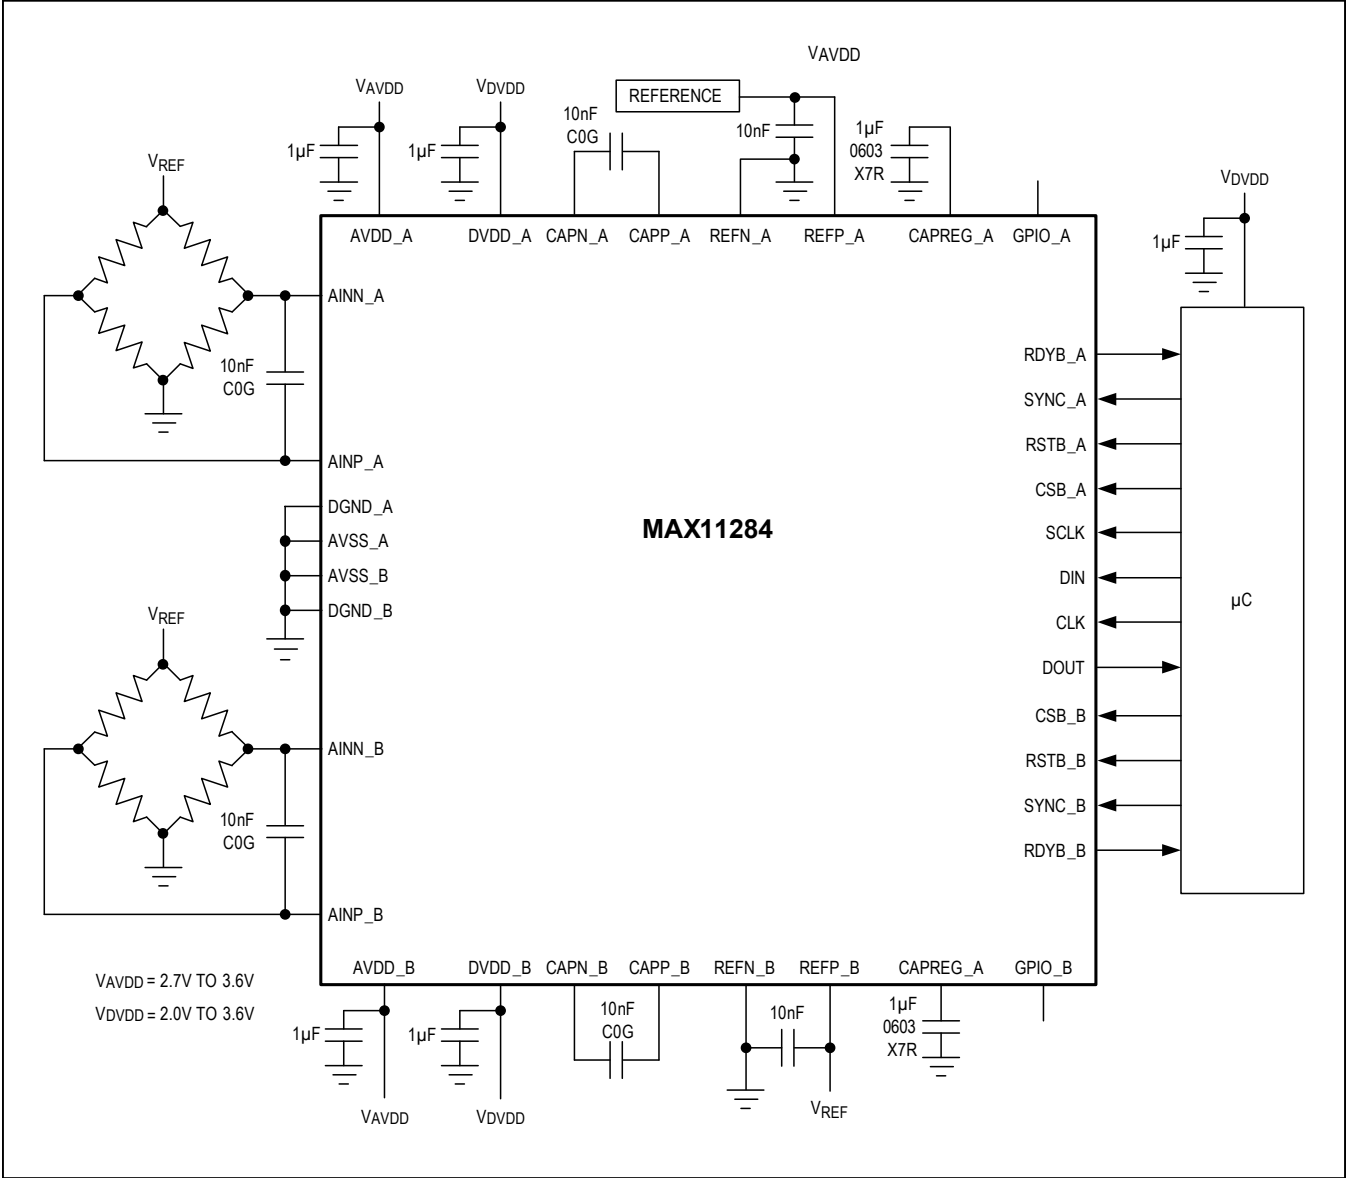 VAVDD
VAVDD
VDVDD
REFERENCE
10nF
C0G
10nF
1µF
0603
X7R
1µF
1µF
VREF
VDVDD
1µF
AVDD_A
DVDD_A
CAPN_A
CAPP_A
REFN_A
REFP_A
CAPREG_A
GPIO_A
AINN_A
10nF
C0G
AINP_A
DGND_A
AVSS_A
AVSS_B
DGND_B
MAX11284
RDYB_A
SYNC_A
RSTB_A
CSB_A
SCLK
DIN
CLK
DOUT
CSB_B
RSTB_B
SYNC_B
RDYB_B
µC
VREF
AINN_B
10nF
C0G
AINP_B
AVDD_B
DVDD_B
CAPN_B
CAPP_B
REFN_B
REFP_B
CAPREG_A
GPIO_B
VAVDD = 2.7V TO 3.6V
VDVDD = 2.0V TO 3.6V
1µF
1µF
10nF
C0G
10nF
1µF
0603
X7R
VAVDD
VDVDD
VREF